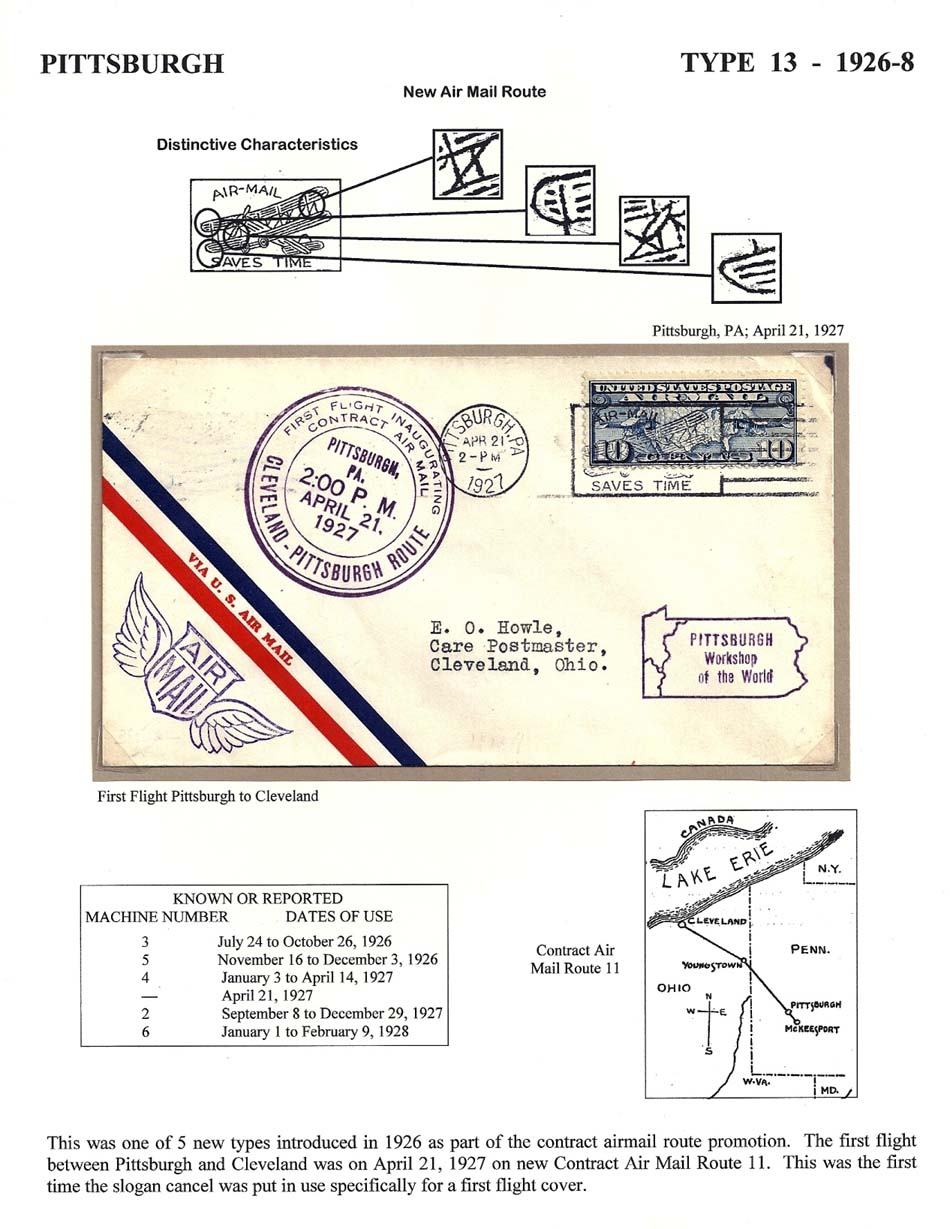 PITTSBURGH
TYPE 13 - 1926-8
New Air Mail Route
Distinctive Characteristics
AIR-MAIL
SAVES TIME
Pittsburgh, PA; April 21, 1927
FIRST FLIGHT INAUGURATING
CONTRACT AIR MAIL
PITTSBURGH,
PA.
2:00 P. M.
APRIL 21,
1927
CLEVELAND-PITTSBURGH ROUTE
PITTSBURGH, PA
APR 21
2-PM
1927
UNITED STATES POSTAGE
AIR MAIL
10 10
AIR-MAIL
SAVES TIME
VIA U. S. AIR MAIL
AIR
MAIL
E. O. Howle,
Care Postmaster,
Cleveland, Ohio.
PITTSBURGH
Workshop
of the World
First Flight Pittsburgh to Cleveland
KNOWN OR REPORTED
MACHINE NUMBER DATES OF USE
3 July 24 to October 26, 1926
5 November 16 to December 3, 1926
4 January 3 to April 14, 1927
— April 21, 1927
2 September 8 to December 29, 1927
6 January 1 to February 9, 1928
Contract Air
Mail Route 11
CANADA
LAKE ERIE
N.Y.
CLEVELAND
PENN.
YOUNGSTOWN
OHIO
N
W E
S
PITTSBURGH
McKEESPORT
W.VA.
MD.
This was one of 5 new types introduced in 1926 as part of the contract airmail route promotion. The first flight
between Pittsburgh and Cleveland was on April 21, 1927 on new Contract Air Mail Route 11. This was the first
time the slogan cancel was put in use specifically for a first flight cover.